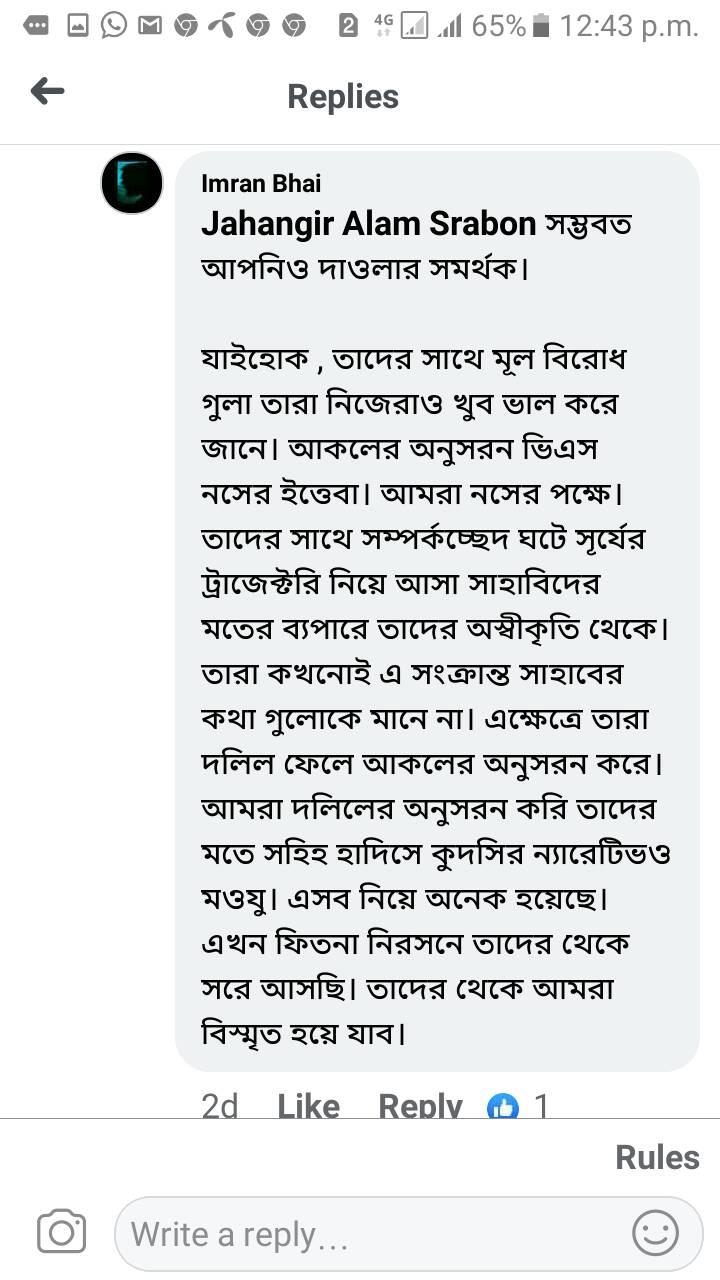 2 4G 65% 12:43 p.m.
Replies
Imran Bhai
Jahangir Alam Srabon সম্ভবত
আপনিও দাওলার সমর্থক।
যাইহোক , তাদের সাথে মূল বিরোধ
গুলা তারা নিজেরাও খুব ভাল করে
জানে। আকলের অনুসরন ভিএস
নসের ইত্তেবা। আমরা নসের পক্ষে।
তাদের সাথে সম্পর্কচ্ছেদ ঘটে সূর্যের
ট্রাজেক্টরি নিয়ে আসা সাহাবিদের
মতের ব্যপারে তাদের অস্বীকৃতি থেকে।
তারা কখনোই এ সংক্রান্ত সাহাবের
কথা গুলোকে মানে না। এক্ষেত্রে তারা
দলিল ফেলে আকলের অনুসরন করে।
আমরা দলিলের অনুসরন করি তাদের
মতে সহিহ হাদিসে কুদসির ন্যারেটিভও
মওযু। এসব নিয়ে অনেক হয়েছে।
এখন ফিতনা নিরসনে তাদের থেকে
সরে আসছি। তাদের থেকে আমরা
বিস্মৃত হয়ে যাব।
2d Like Reply 1
Rules
Write a reply...